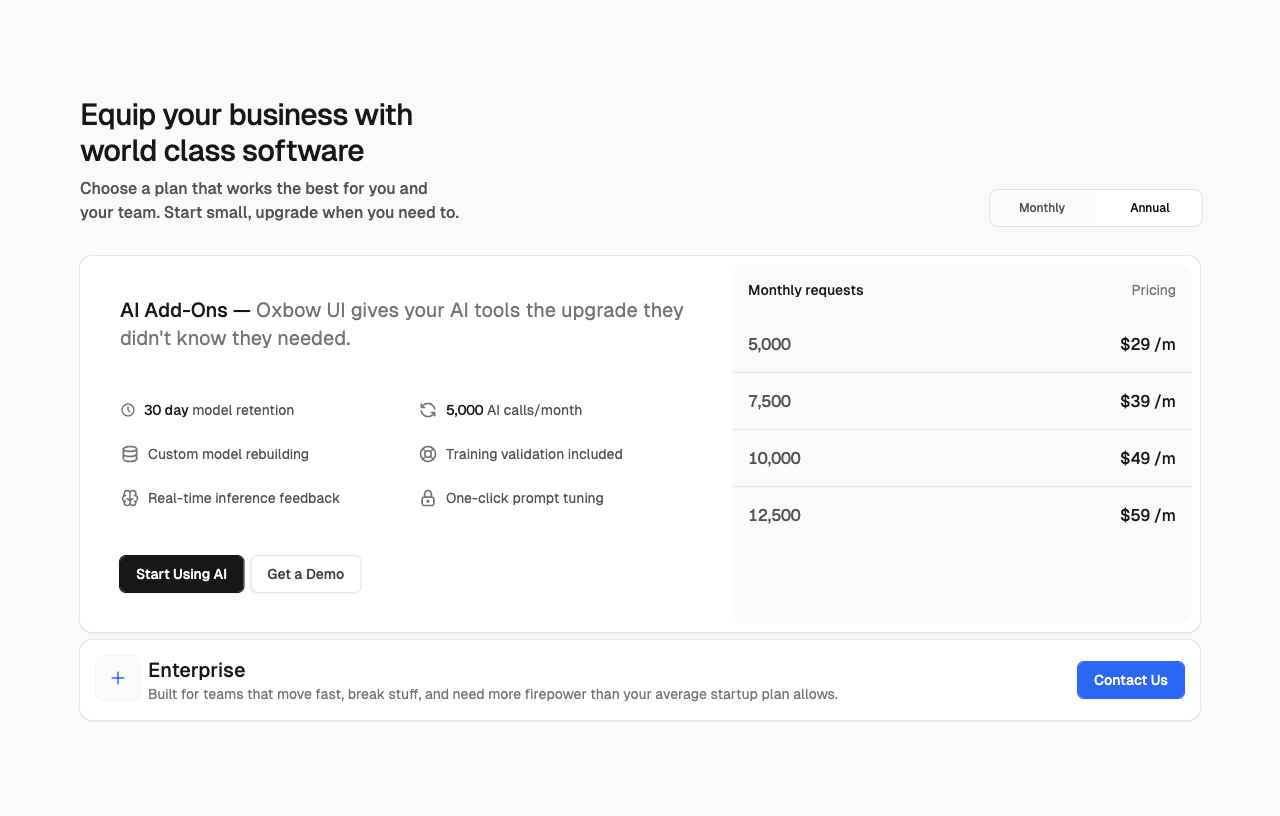 Equip your business with
world class software
Choose a plan that works the best for you and
your team. Start small, upgrade when you need to.
Monthly
Annual
AI Add-Ons — Oxbow UI gives your AI tools the upgrade they
didn't know they needed.
30 day model retention
5,000 AI calls/month
Custom model rebuilding
Training validation included
Real-time inference feedback
One-click prompt tuning
Start Using AI
Get a Demo
Monthly requests
Pricing
5,000
$29 /m
7,500
$39 /m
10,000
$49 /m
12,500
$59 /m
Enterprise
Built for teams that move fast, break stuff, and need more firepower than your average startup plan allows.
Contact Us